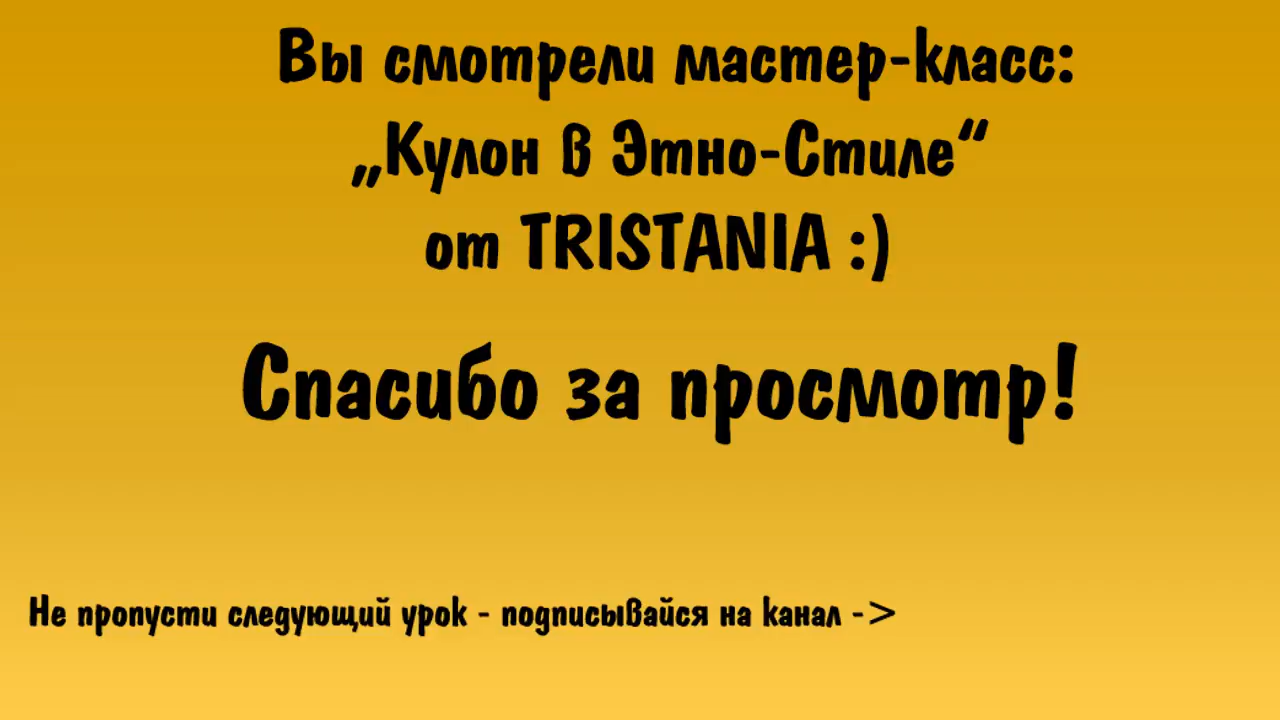 Вы смотрели мастер-класс:
„Кулон в Этно-Стиле“
от TRISTANIA :)
Спасибо за просмотр!
Не пропусти следующий урок - подписывайся на канал ->